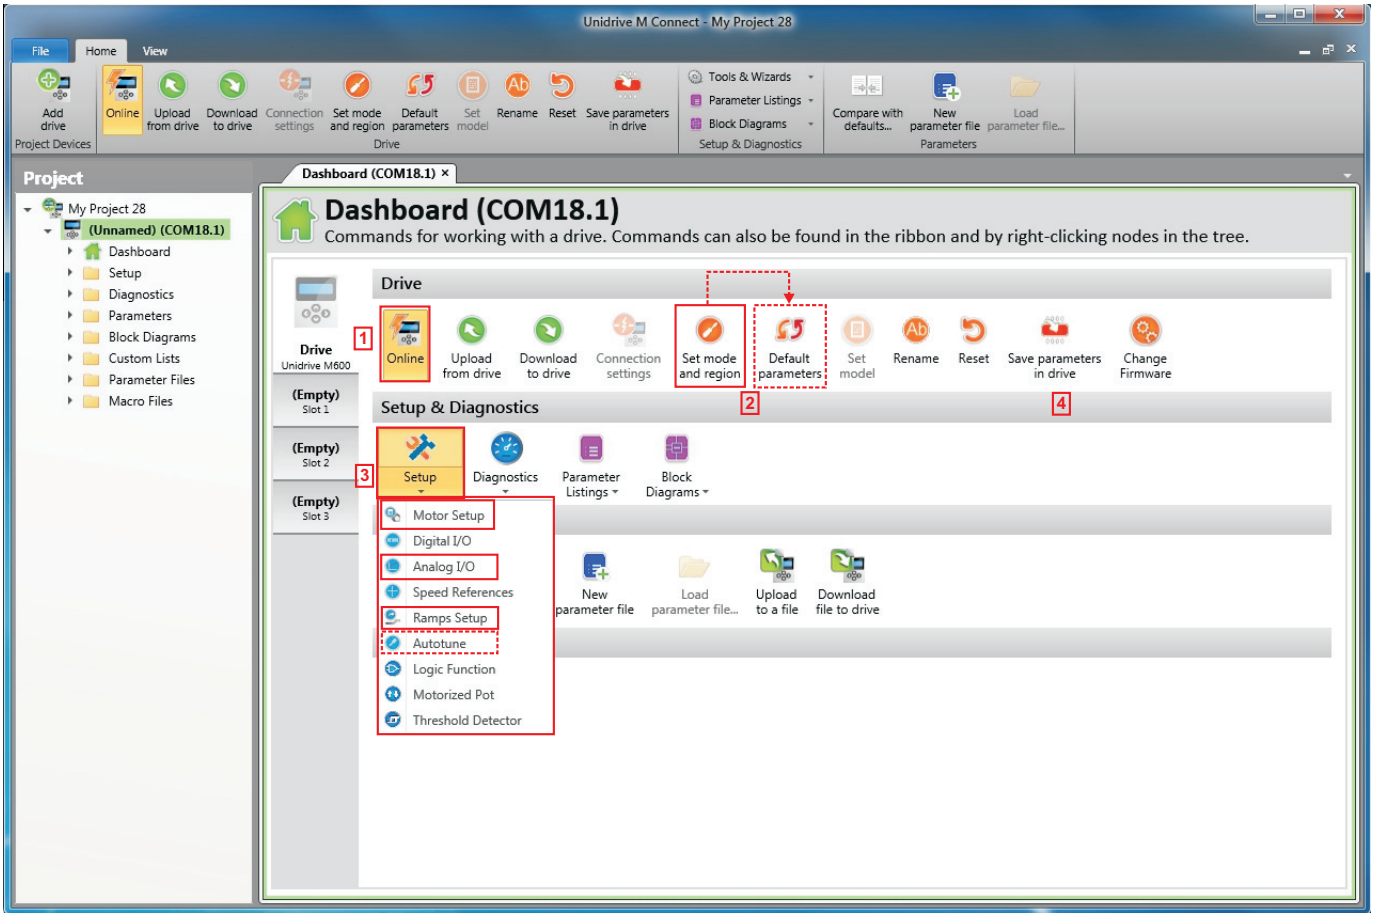 Unidrive M Connect - My Project 28
File Home View
Add drive
Online
Upload from drive
Download to drive
Connection settings
Set mode and region
Default parameters
Set model
Rename
Reset
Save parameters in drive
Tools & Wizards
Parameter Listings
Block Diagrams
Compare with defaults...
New parameter file
Load parameter file...
Project Devices
Drive
Setup & Diagnostics
Parameters
Project
My Project 28
(Unnamed) (COM18.1)
Dashboard
Setup
Diagnostics
Parameters
Block Diagrams
Custom Lists
Parameter Files
Macro Files
Dashboard (COM18.1) ×
Dashboard (COM18.1)
Commands for working with a drive. Commands can also be found in the ribbon and by right-clicking nodes in the tree.
Drive
Unidrive M600
(Empty)
Slot 1
(Empty)
Slot 2
(Empty)
Slot 3
Drive
1
Online
Upload from drive
Download to drive
Connection settings
Set mode and region
Default parameters
Set model
Rename
Reset
Save parameters in drive
Change Firmware
2
4
Setup & Diagnostics
3
Setup
Diagnostics
Parameter Listings
Block Diagrams
Motor Setup
Digital I/O
Analog I/O
Speed References
Ramps Setup
Autotune
Logic Function
Motorized Pot
Threshold Detector
New parameter file
Load parameter file...
Upload to a file
Download file to drive